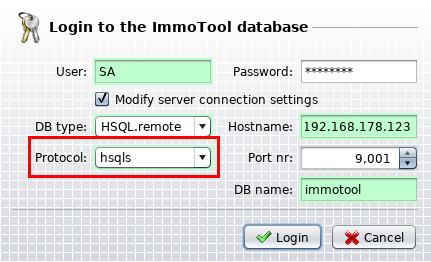 Login to the ImmoTool database
User: SA Password: ********
Modify server connection settings
DB type: HSQL.remote Hostname: 192.168.178.123
Protocol: hsqls Port nr: 9,001
DB name: immotool
Login Cancel